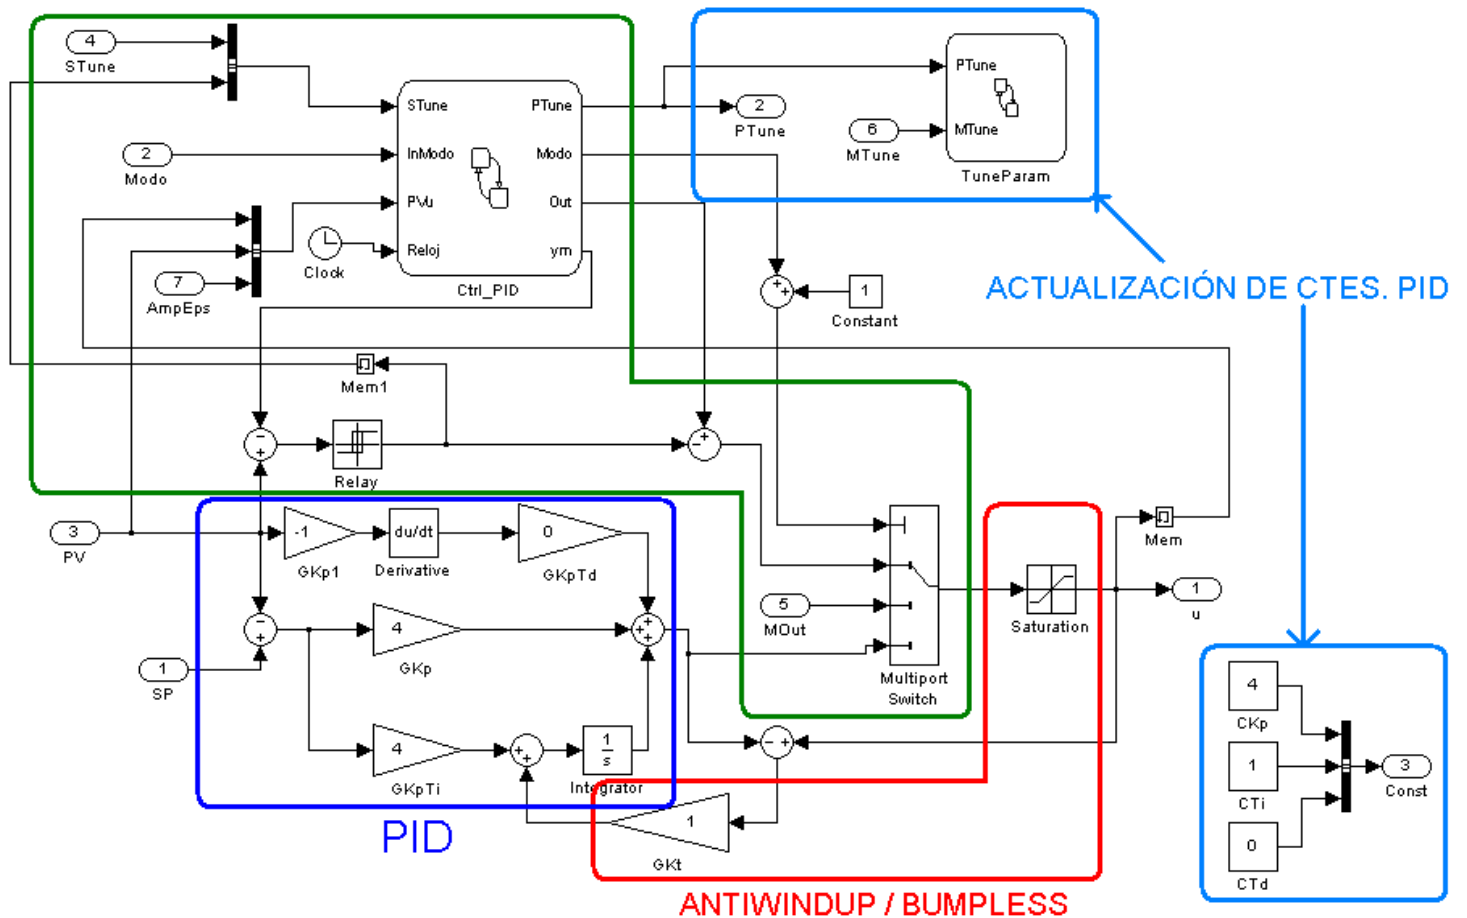 4
STune
2
Modo
7
AmpEps
Clock
STune
InModo
PVu
Reloj
PTune
Modo
Out
ym
Ctrl_PID
2
PTune
6
MTune
PTune
MTune
TuneParam
ACTUALIZACIÓN DE CTES. PID
+
+
1
Constant
Mem1
-
+
Relay
+
-
3
PV
-1
GKp1
du/dt
Derivative
0
GKpTd
-
+
1
SP
4
GKp
+
+
+
4
GKpTi
+
+
1
s
Integrator
5
MOut
Multiport
Switch
Saturation
Mem
1
u
- +
1
GKt
PID
ANTIWINDUP / BUMPLESS
4
CKp
1
CTi
0
CTd
3
Const